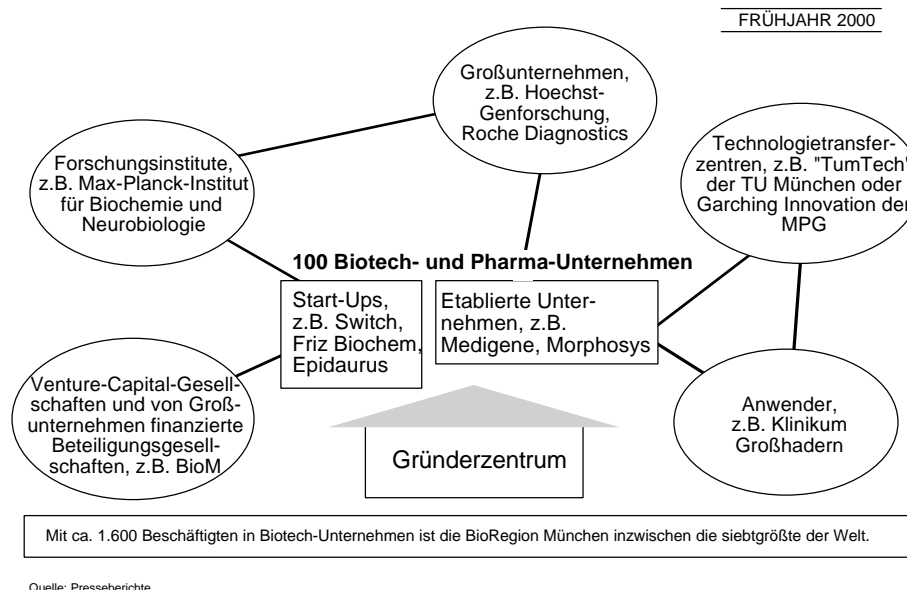 FRÜHJAHR 2000
Großunternehmen,
z.B. Hoechst-
Genforschung,
Roche Diagnostics
Forschungsinstitute,
z.B. Max-Planck-Institut
für Biochemie und
Neurobiologie
Technologietransfer-
zentren, z.B. "TumTech"
der TU München oder
Garching Innovation der
MPG
100 Biotech- und Pharma-Unternehmen
Start-Ups,
z.B. Switch,
Friz Biochem,
Epidaurus
Etablierte Unter-
nehmen, z.B.
Medigene, Morphosys
Venture-Capital-Gesell-
schaften und von Groß-
unternehmen finanzierte
Beteiligungsgesell-
schaften, z.B. BioM
Anwender,
z.B. Klinikum
Großhadern
Gründerzentrum
Mit ca. 1.600 Beschäftigten in Biotech-Unternehmen ist die BioRegion München inzwischen die siebtgrößte der Welt.
Quelle: Presseberichte